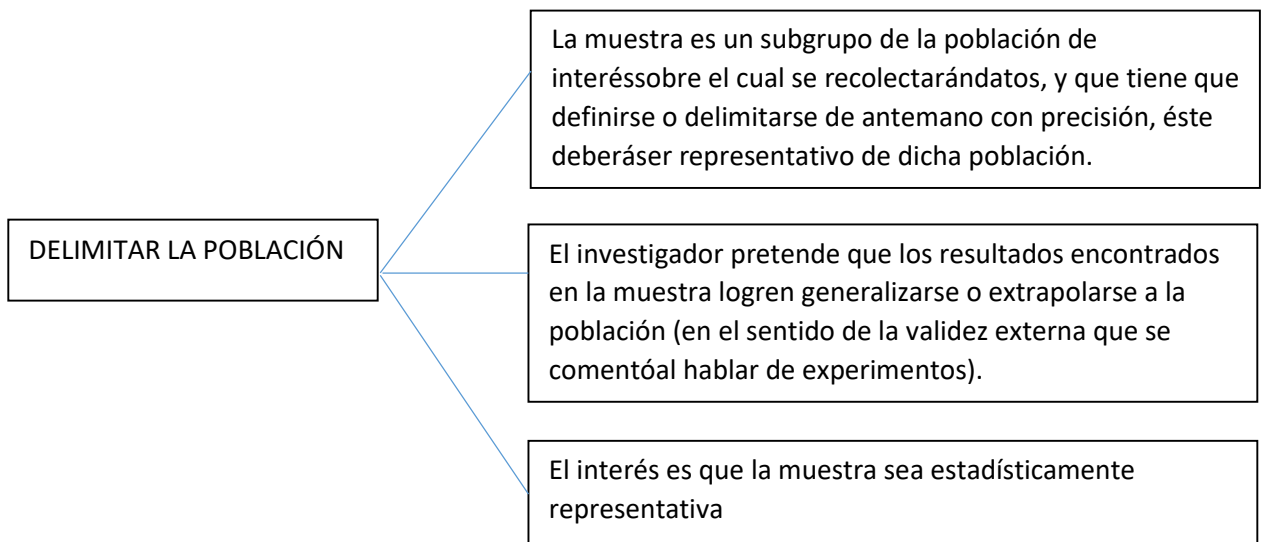 La muestra es un subgrupo de la población de
interéssobre el cual se recolectarándatos, y que tiene que
definirse o delimitarse de antemano con precisión, éste
deberáser representativo de dicha población.
DELIMITAR LA POBLACIÓN
El investigador pretende que los resultados encontrados
en la muestra logren generalizarse o extrapolarse a la
población (en el sentido de la validez externa que se
comentóal hablar de experimentos).
El interés es que la muestra sea estadísticamente
representativa